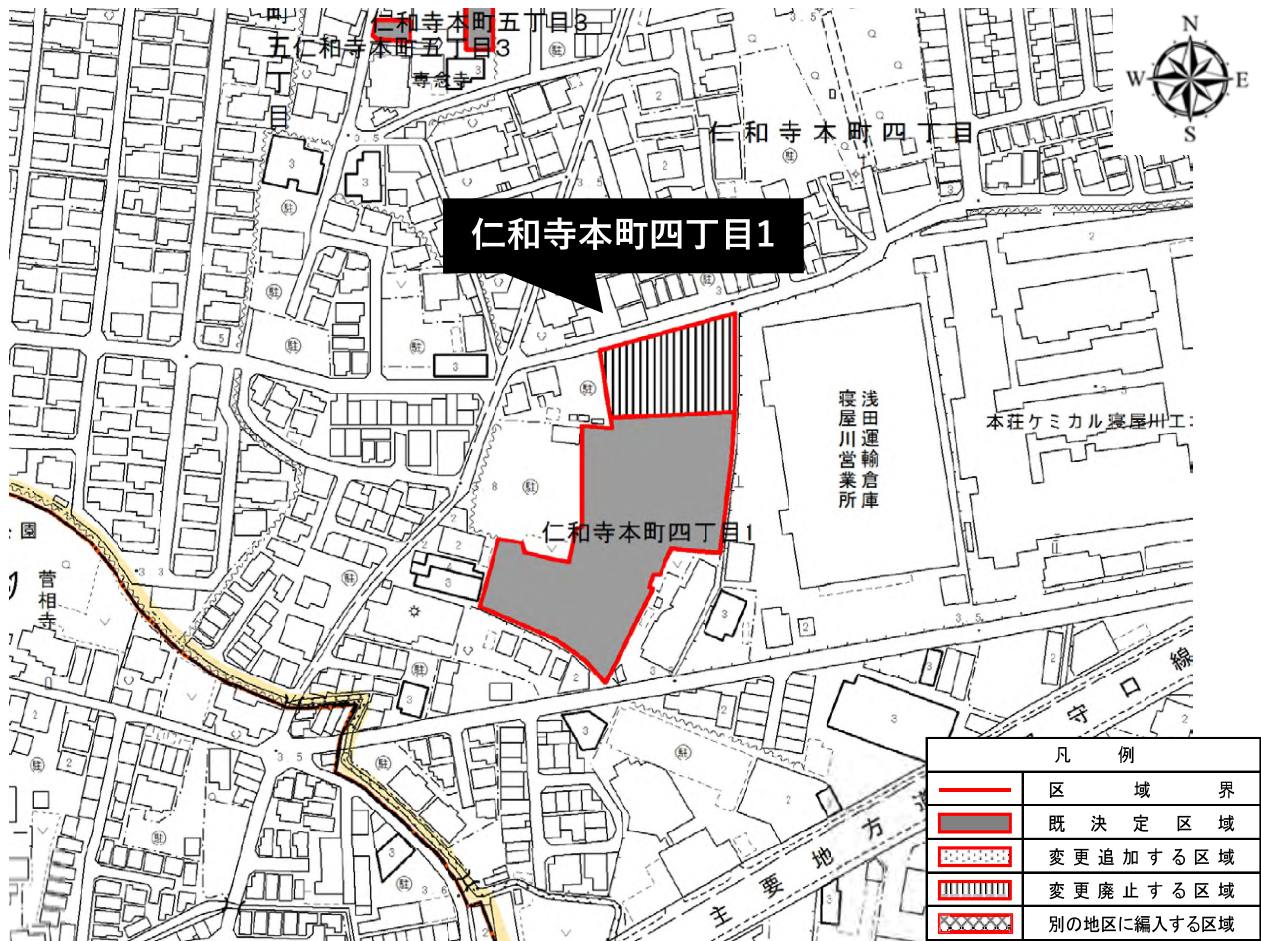 仁和寺本町五丁目3
五仁和寺本町五丁目3
町
丁
目
専念寺
N
W
E
S
仁和寺本町四丁目
仁和寺本町四丁目1
浅田運輸倉庫
寝屋川営業所
本荘ケミカル寝屋川工
仁和寺本町四丁目1
園
菅相寺
主要地方道
守口線
凡例
区域界
既決定区域
変更追加する区域
変更廃止する区域
別の地区に編入する区域